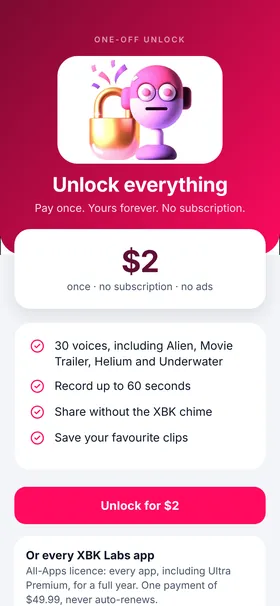 ONE-OFF UNLOCK
Unlock everything
Pay once. Yours forever. No subscription.
$2
once · no subscription · no ads
30 voices, including Alien, Movie
Trailer, Helium and Underwater
Record up to 60 seconds
Share without the XBK chime
Save your favourite clips
Unlock for $2
Or every XBK Labs app
All-Apps licence: every app, including Ultra
Premium, for a full year. One payment of
$49.99, never auto-renews.